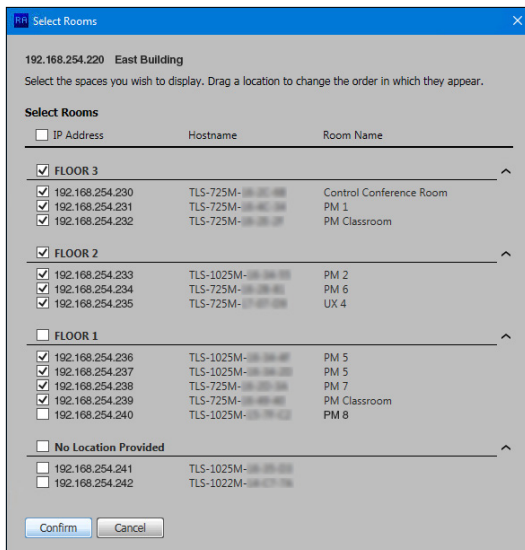 RA Select Rooms
192.168.254.220 East Building
Select the spaces you wish to display. Drag a location to change the order in which they appear.
Select Rooms
IP Address Hostname Room Name
FLOOR 3
192.168.254.230 TLS-725M- Control Conference Room
192.168.254.231 TLS-725M- PM 1
192.168.254.232 TLS-725M- PM Classroom
FLOOR 2
192.168.254.233 TLS-1025M- PM 2
192.168.254.234 TLS-725M- PM 6
192.168.254.235 TLS-725M- UX 4
FLOOR 1
192.168.254.236 TLS-1025M- PM 5
192.168.254.237 TLS-1025M- PM 5
192.168.254.238 TLS-725M- PM 7
192.168.254.239 TLS-725M- PM Classroom
192.168.254.240 TLS-1025M- PM 8
No Location Provided
192.168.254.241 TLS-1025M-
192.168.254.242 TLS-1022M-
Confirm Cancel